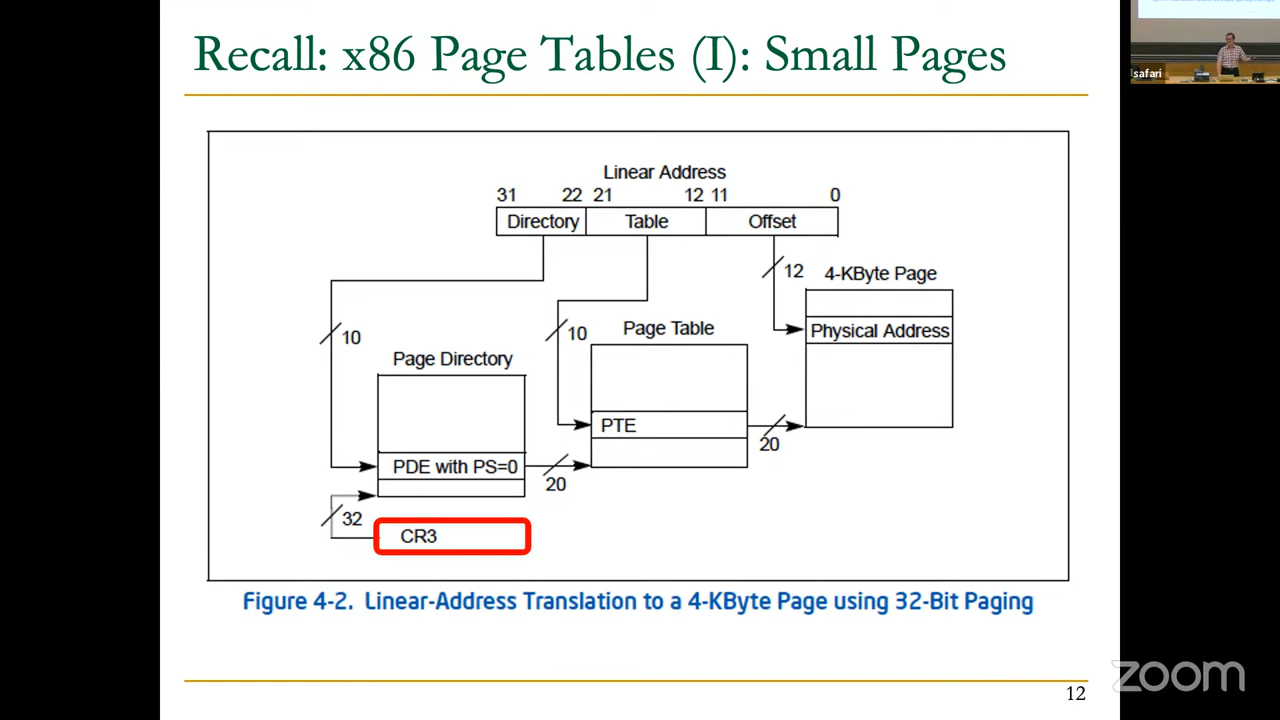 Recall: x86 Page Tables (I): Small Pages
safari
Linear Address
31 22 21 12 11 0
Directory Table Offset
12
4-KByte Page
Physical Address
10
10
Page Table
Page Directory
PTE
20
PDE with PS=0
20
32
CR3
Figure 4-2. Linear-Address Translation to a 4-KByte Page using 32-Bit Paging
12
zoom